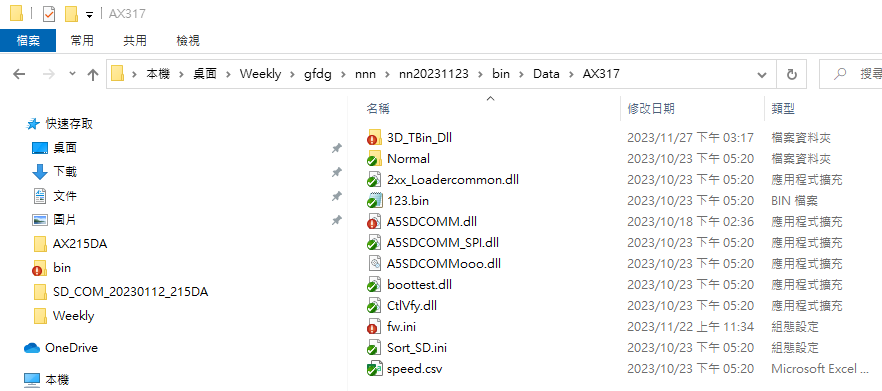 AX317
檔案 常用 共用 檢視
本機 桌面 Weekly gfdg nnn nn20231123 bin Data AX317 搜尋
名稱 修改日期 類型
快速存取
桌面
下載
文件
圖片
AX215DA
bin
SD_COM_20230112_215DA
Weekly
OneDrive
本機
3D_TBin_Dll 2023/11/27 下午 03:17 檔案資料夾
Normal 2023/10/23 下午 05:20 檔案資料夾
2xx_Loadercommon.dll 2023/10/23 下午 05:20 應用程式擴充
123.bin 2023/10/23 下午 05:20 BIN 檔案
A5SDCOMM.dll 2023/10/18 下午 02:36 應用程式擴充
A5SDCOMM_SPI.dll 2023/10/23 下午 05:20 應用程式擴充
A5SDCOMMooo.dll 2023/10/23 下午 05:20 應用程式擴充
boottest.dll 2023/10/23 下午 05:20 應用程式擴充
CtlVfy.dll 2023/10/23 下午 05:20 應用程式擴充
fw.ini 2023/11/22 上午 11:34 組態設定
Sort_SD.ini 2023/10/23 下午 05:20 組態設定
speed.csv 2023/10/23 下午 05:20 Microsoft Excel ...